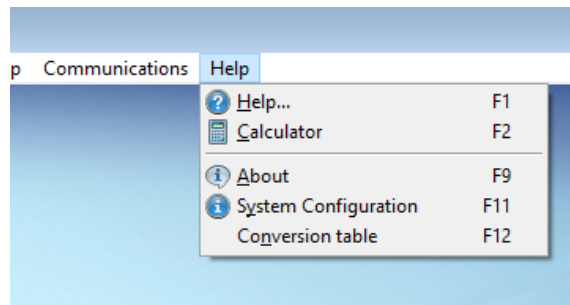 p Communications Help
Help... F1
Calculator F2
About F9
System Configuration F11
Conversion table F12